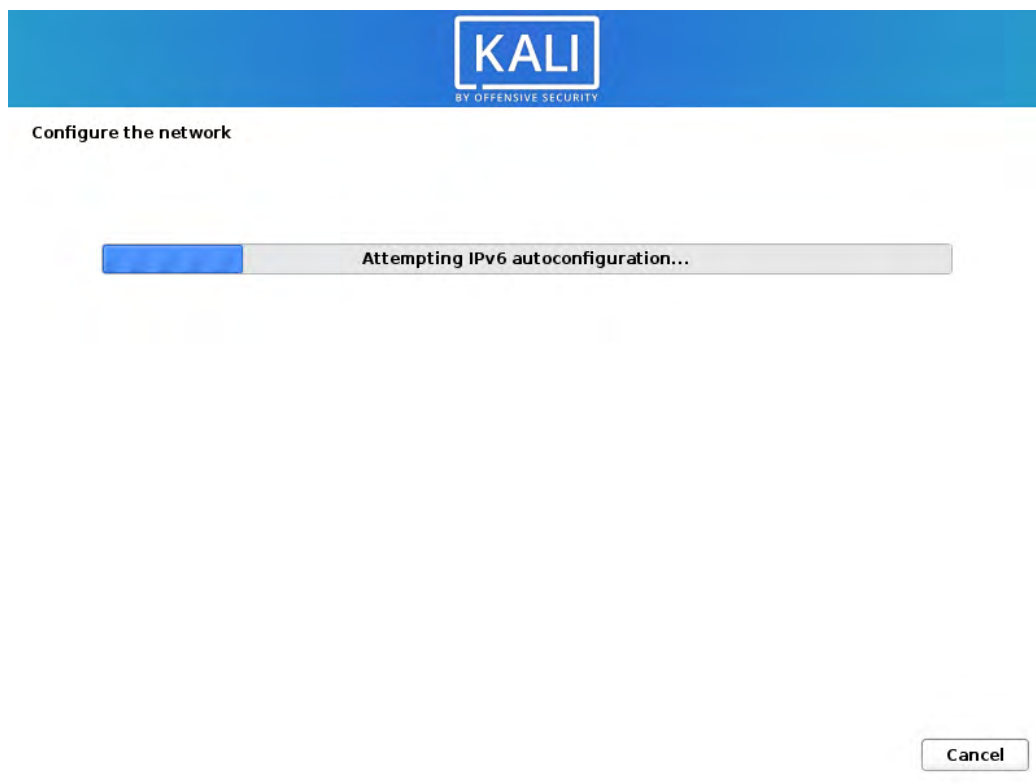 KALI
BY OFFENSIVE SECURITY
Configure the network
Attempting IPv6 autoconfiguration...
Cancel